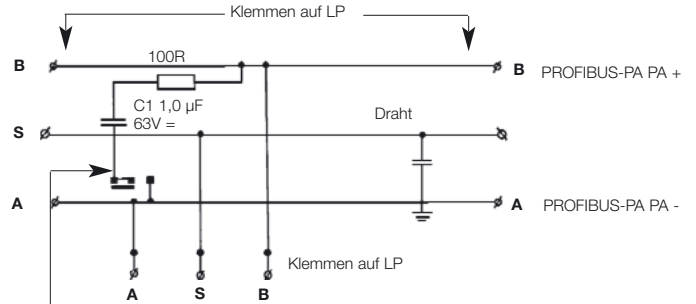 Klemmen auf LP
B
100R
B
PROFIBUS-PA PA +
C1 1,0 µF
63V =
Draht
S
A
A
PROFIBUS-PA PA -
Klemmen auf LP
A
S
B